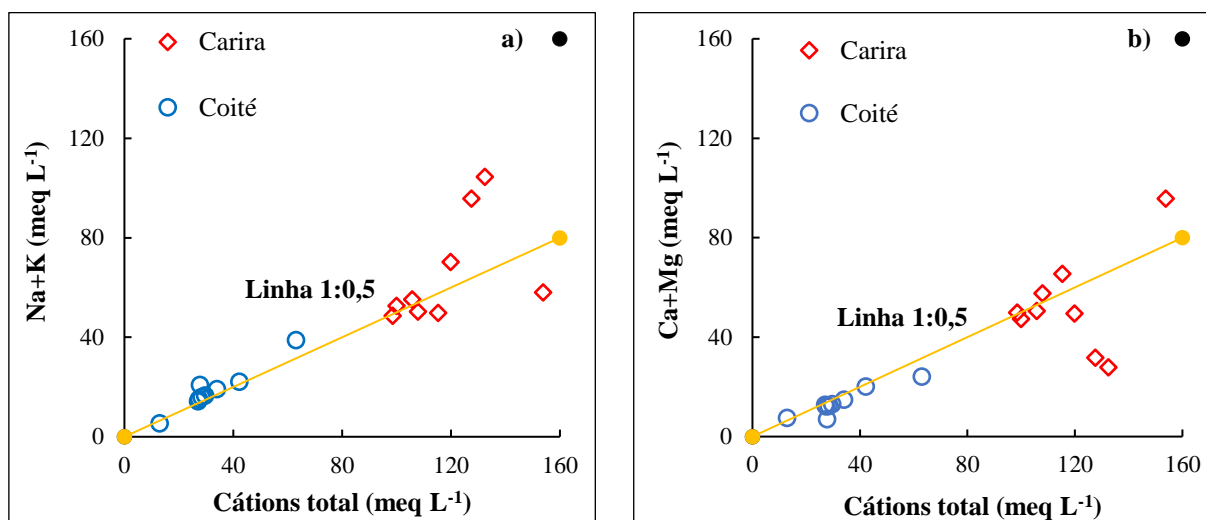 a)
Carira
Coité
Linha 1:0,5
Na+K (meq L-1)
160
120
80
40
0
0 40 80 120 160
Cátions total (meq L-1)
b)
Carira
Coité
Linha 1:0,5
Ca+Mg (meq L-1)
160
120
80
40
0
0 40 80 120 160
Cátions total (meq L-1)